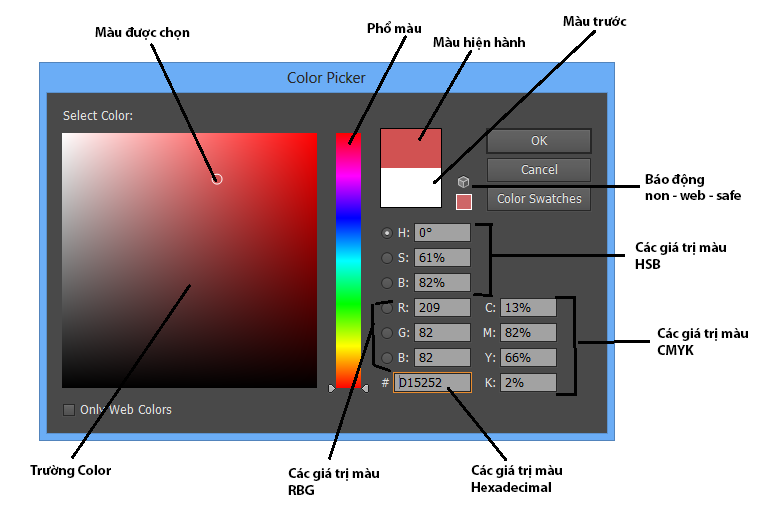 Màu được chọn
Phổ màu
Màu trước
Màu hiện hành
Color Picker
Select Color:
OK
Cancel
Color Swatches
Báo động
non - web - safe
H: 0°
S: 61%
B: 82%
Các giá trị màu
HSB
R: 209 C: 13%
G: 82 M: 82%
B: 82 Y: 66%
# D15252 K: 2%
Các giá trị màu
CMYK
Only Web Colors
Trường Color
Các giá trị màu
RBG
Các giá trị màu
Hexadecimal